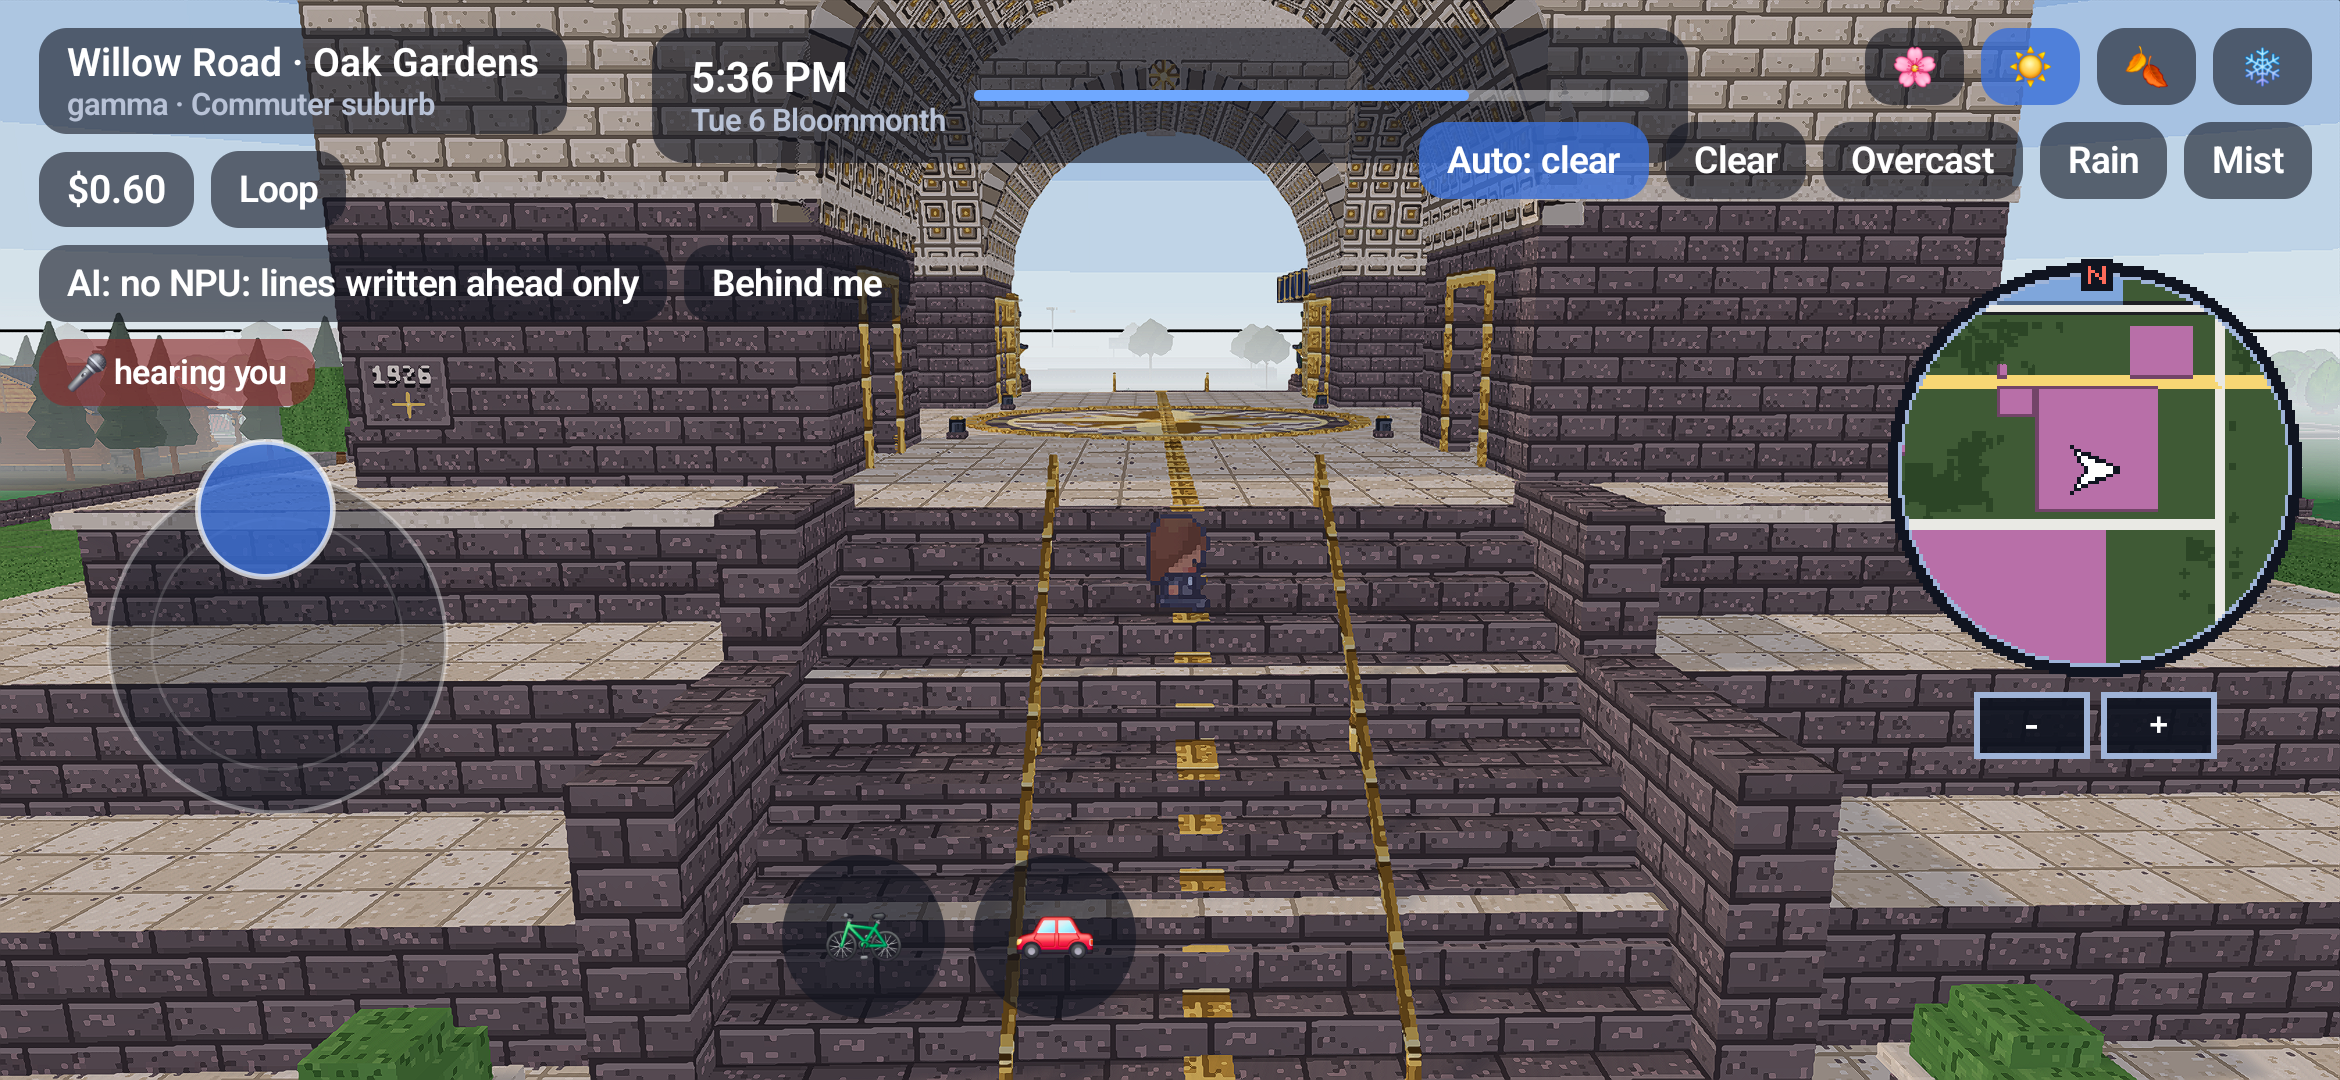 Willow Road · Oak Gardens
gamma · Commuter suburb
5:36 PM
Tue 6 Bloommonth
$0.60
Loop
Auto: clear
Clear
Overcast
Rain
Mist
AI: no NPU: lines written ahead only
Behind me
N
hearing you
1926
-
+